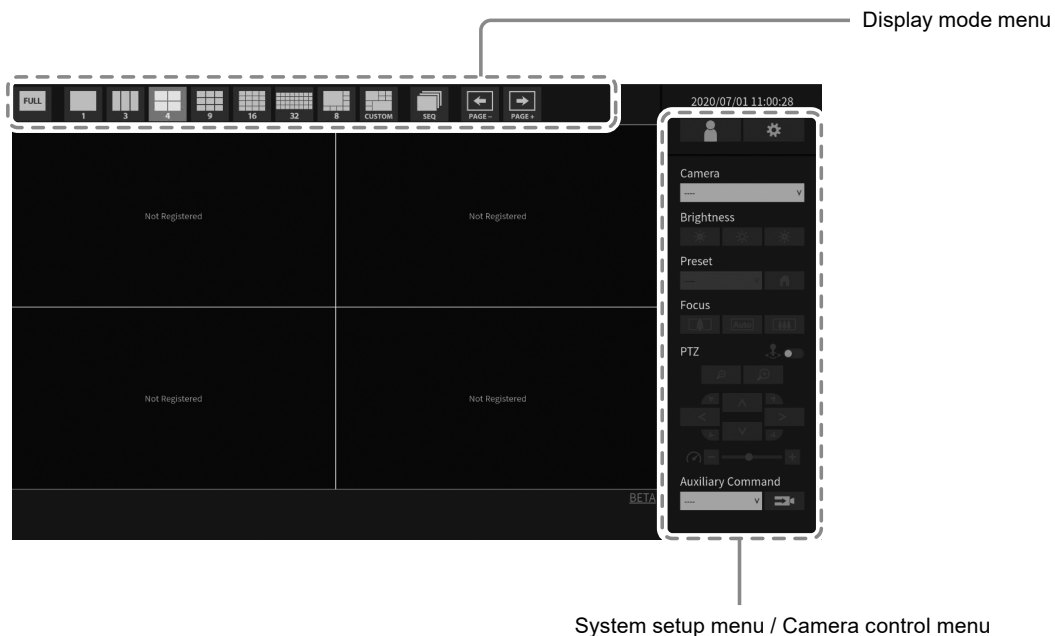 Display mode menu
FULL
1
3
4
9
16
32
8
CUSTOM
SEQ
PAGE−
PAGE+
2020/07/01 11:00:28
Camera
----
Not Registered
Not Registered
Brightness
Preset
----
Focus
Auto
PTZ
Not Registered
Not Registered
Auxiliary Command
----
BETA
System setup menu / Camera control menu